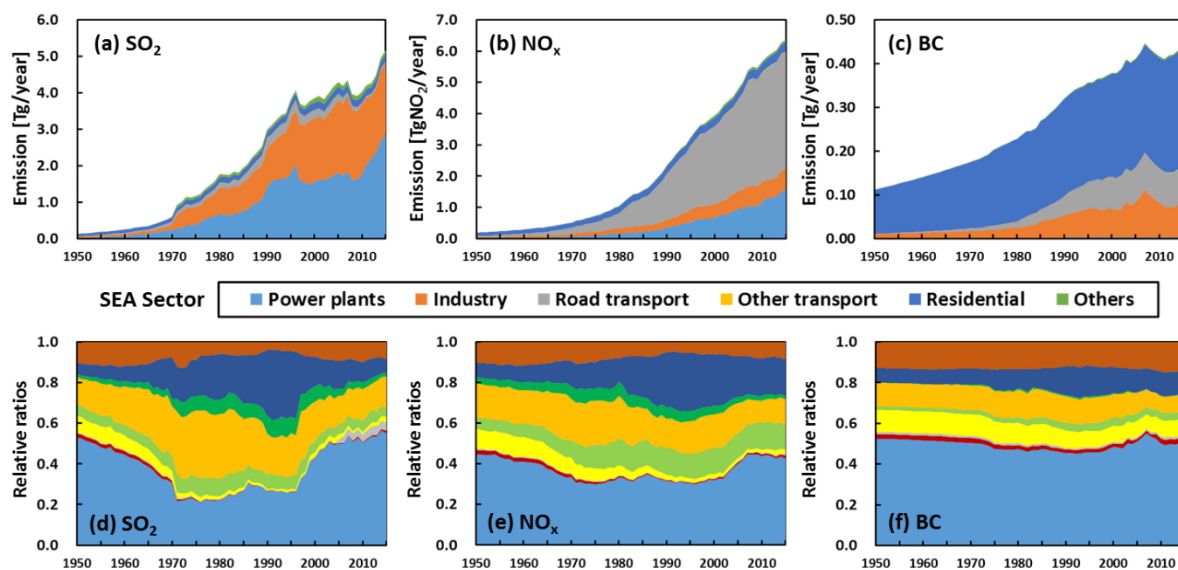 (a) SO2
Emission [Tg/year]
6.0
5.0
4.0
3.0
2.0
1.0
0.0
1950 1960 1970 1980 1990 2000 2010
(b) NOx
Emission [TgNO2/year]
7.0
6.0
5.0
4.0
3.0
2.0
1.0
0.0
1950 1960 1970 1980 1990 2000 2010
(c) BC
Emission [Tg/year]
0.50
0.40
0.30
0.20
0.10
0.00
1950 1960 1970 1980 1990 2000 2010
SEA Sector Power plants Industry Road transport Other transport Residential Others
Relative ratios
1.0
0.8
0.6
0.4
0.2
0.0
(d) SO2
1950 1960 1970 1980 1990 2000 2010
Relative ratios
1.0
0.8
0.6
0.4
0.2
0.0
(e) NOx
1950 1960 1970 1980 1990 2000 2010
Relative ratios
1.0
0.8
0.6
0.4
0.2
0.0
(f) BC
1950 1960 1970 1980 1990 2000 2010